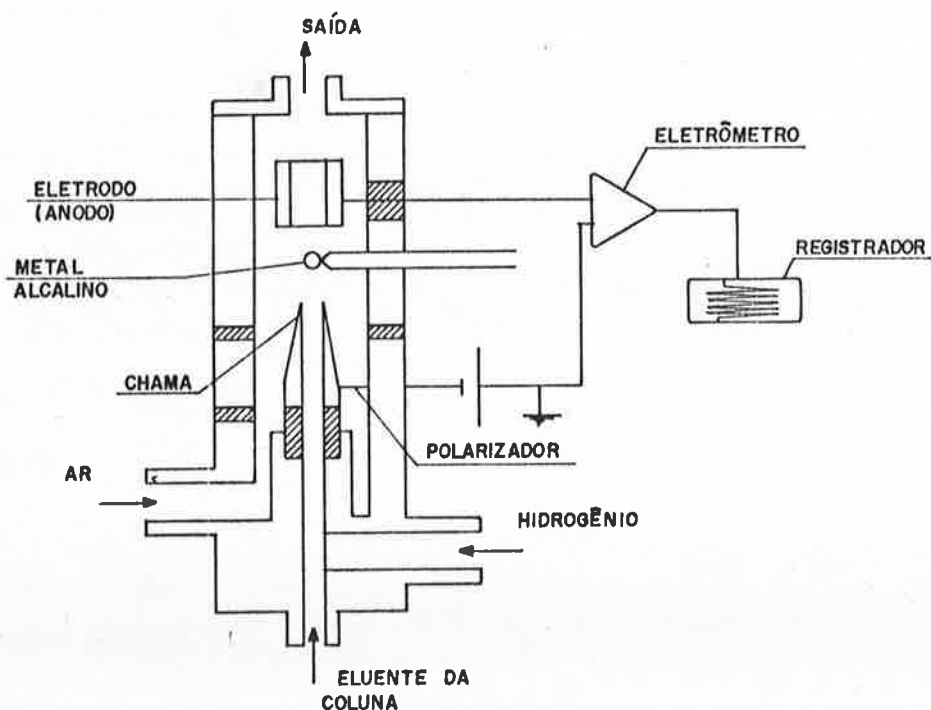 SAÍDA
ELETRÔMETRO
ELETRODO
(ANODO)
REGISTRADOR
METAL
ALCALINO
CHAMA
POLARIZADOR
AR
HIDROGÊNIO
ELUENTE DA
COLUNA